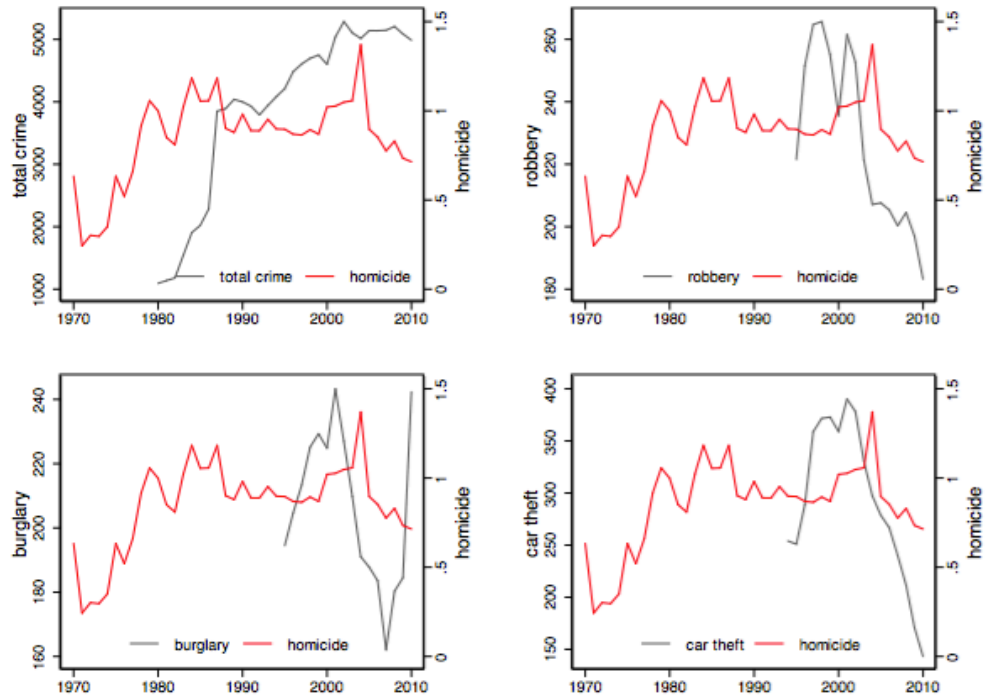 total crime
5000
4000
3000
2000
1000
1.5
1
.5
0
homicide
total crime homicide
1970 1980 1990 2000 2010
robbery
260
240
220
200
180
1.5
1
.5
0
homicide
robbery homicide
1970 1980 1990 2000 2010
burglary
240
220
200
180
160
1.5
1
.5
0
homicide
burglary homicide
1970 1980 1990 2000 2010
car theft
400
350
300
250
200
150
1.5
1
.5
0
homicide
car theft homicide
1970 1980 1990 2000 2010